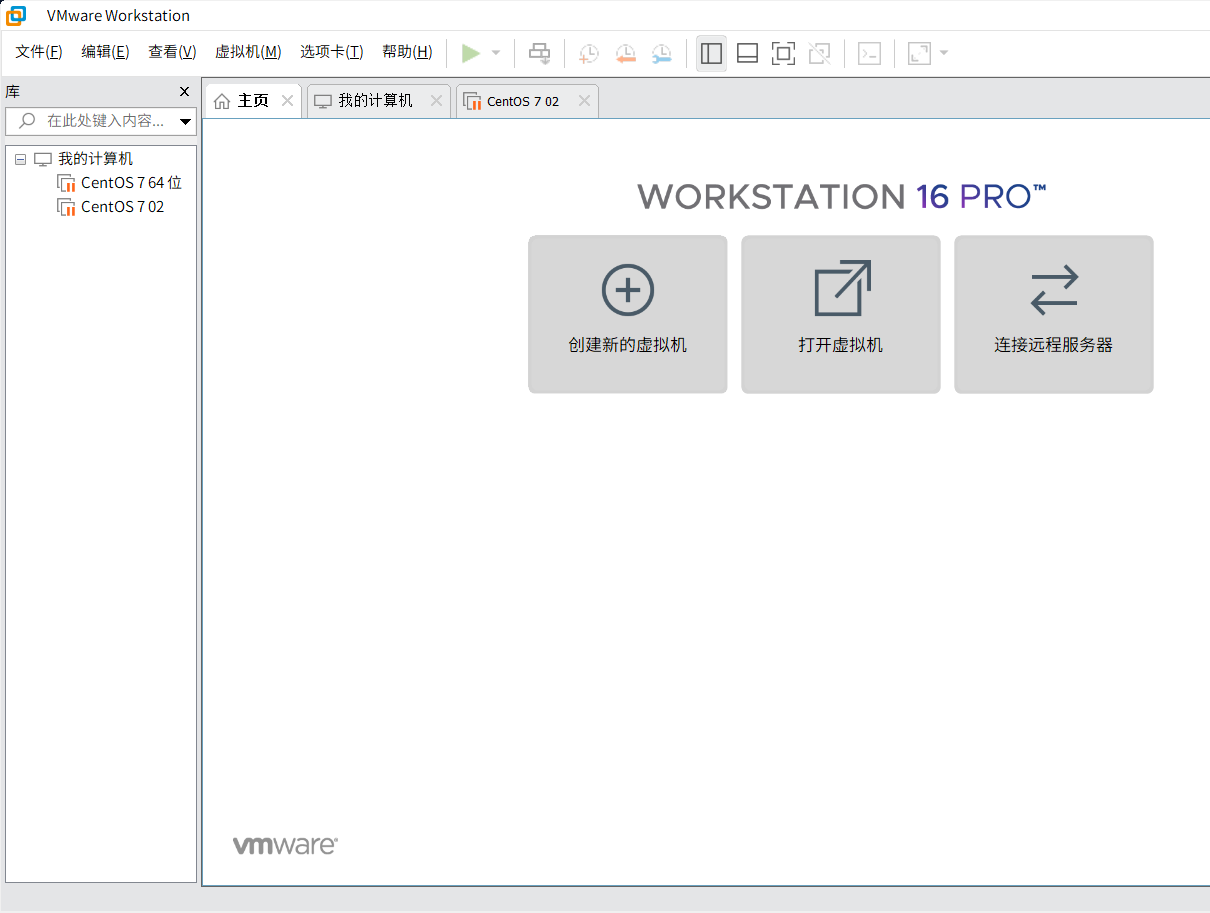 VMware Workstation
文件(F) 编辑(E) 查看(V) 虚拟机(M) 选项卡(T) 帮助(H)
库
在此处键入内容...
我的计算机
CentOS 7 64 位
CentOS 7 02
主页
我的计算机
CentOS 7 02
WORKSTATION 16 PRO™
创建新的虚拟机
打开虚拟机
连接远程服务器
vmware®